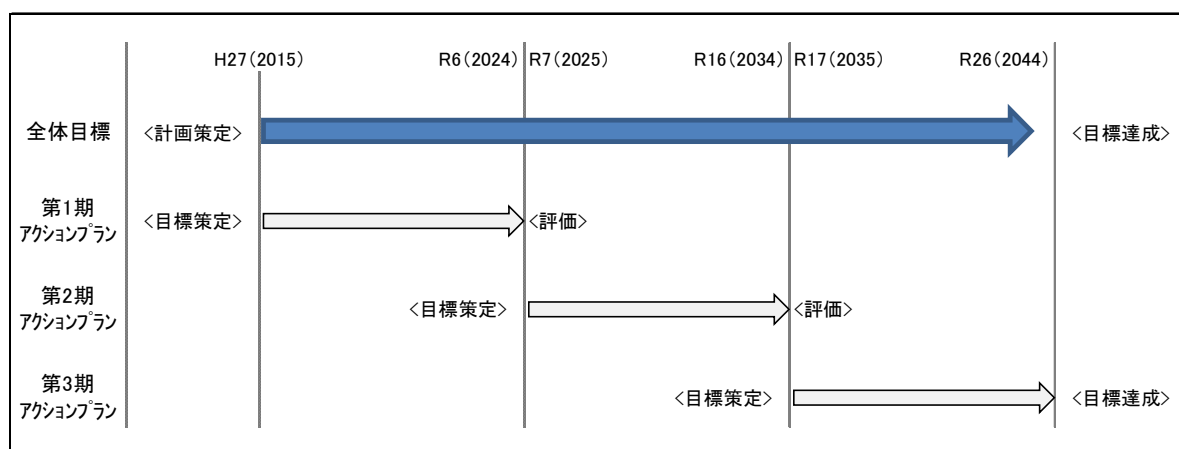 H27(2015)
R6(2024)
R7(2025)
R16(2034)
R17(2035)
R26(2044)
全体目標
<計画策定>
<目標達成>
第1期
アクションプラン
<目標策定>
<評価>
第2期
アクションプラン
<目標策定>
<評価>
第3期
アクションプラン
<目標策定>
<目標達成>